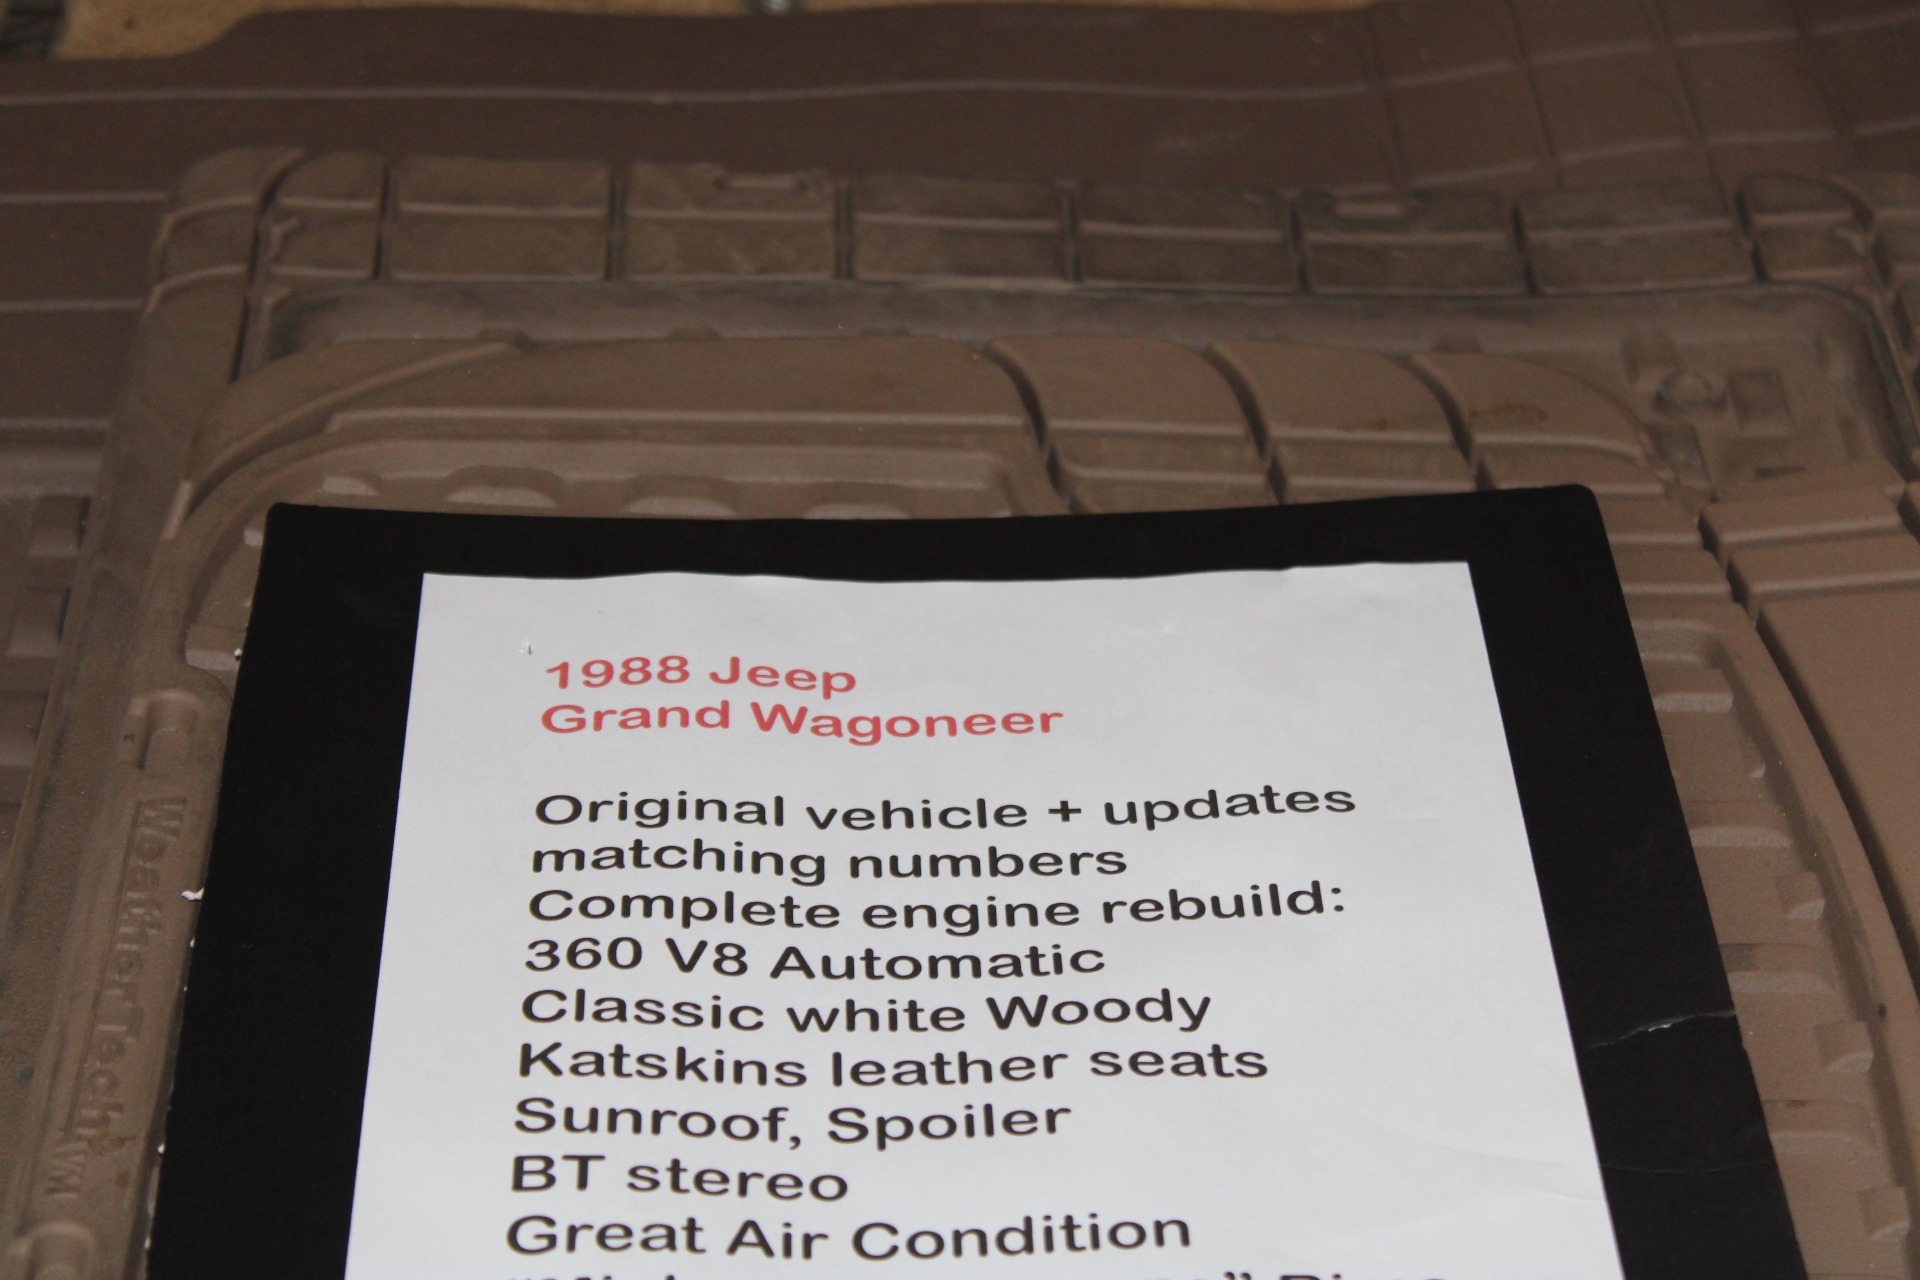 1988 Jeep
Grand Wagoneer
Original vehicle + updates
matching numbers
Complete engine rebuild:
360 V8 Automatic
Classic white Woody
Katskins leather seats
Sunroof, Spoiler
BT stereo
Great Air Condition
WeatherTech